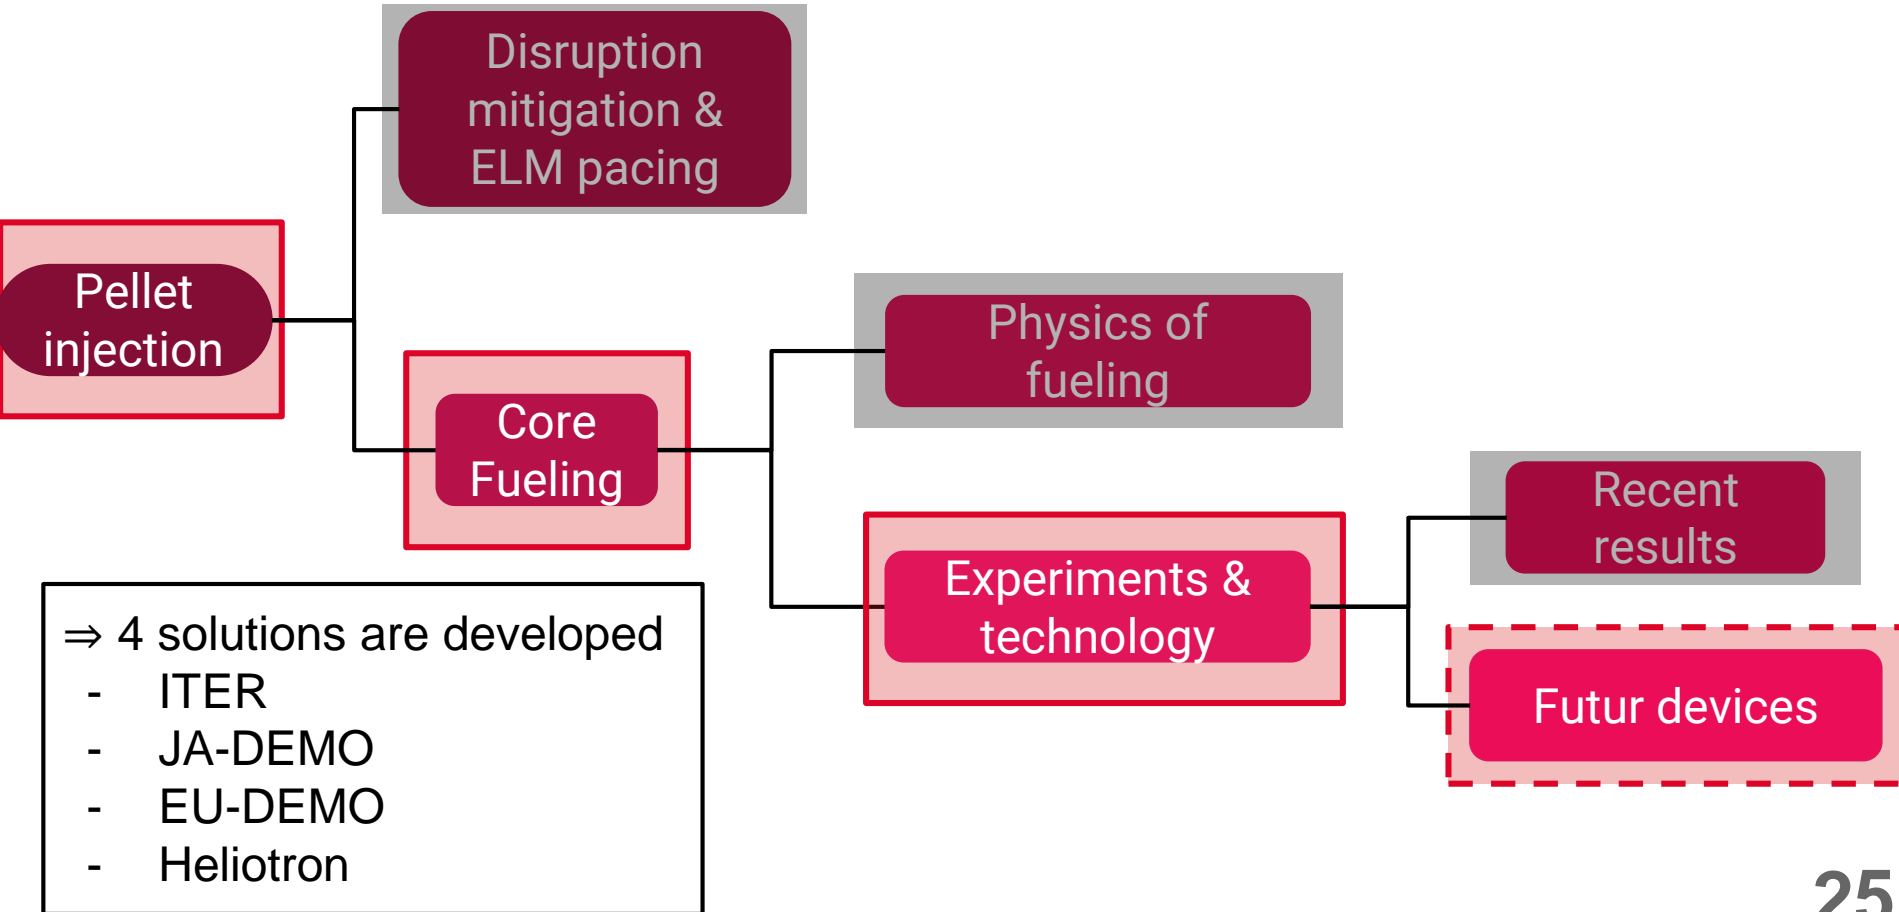 Disruption
mitigation &
ELM pacing
Pellet
injection
Core
Fueling
Physics of
fueling
Experiments &
technology
Recent
results
Futur devices
⇒ 4 solutions are developed
- ITER
- JA-DEMO
- EU-DEMO
- Heliotron
25